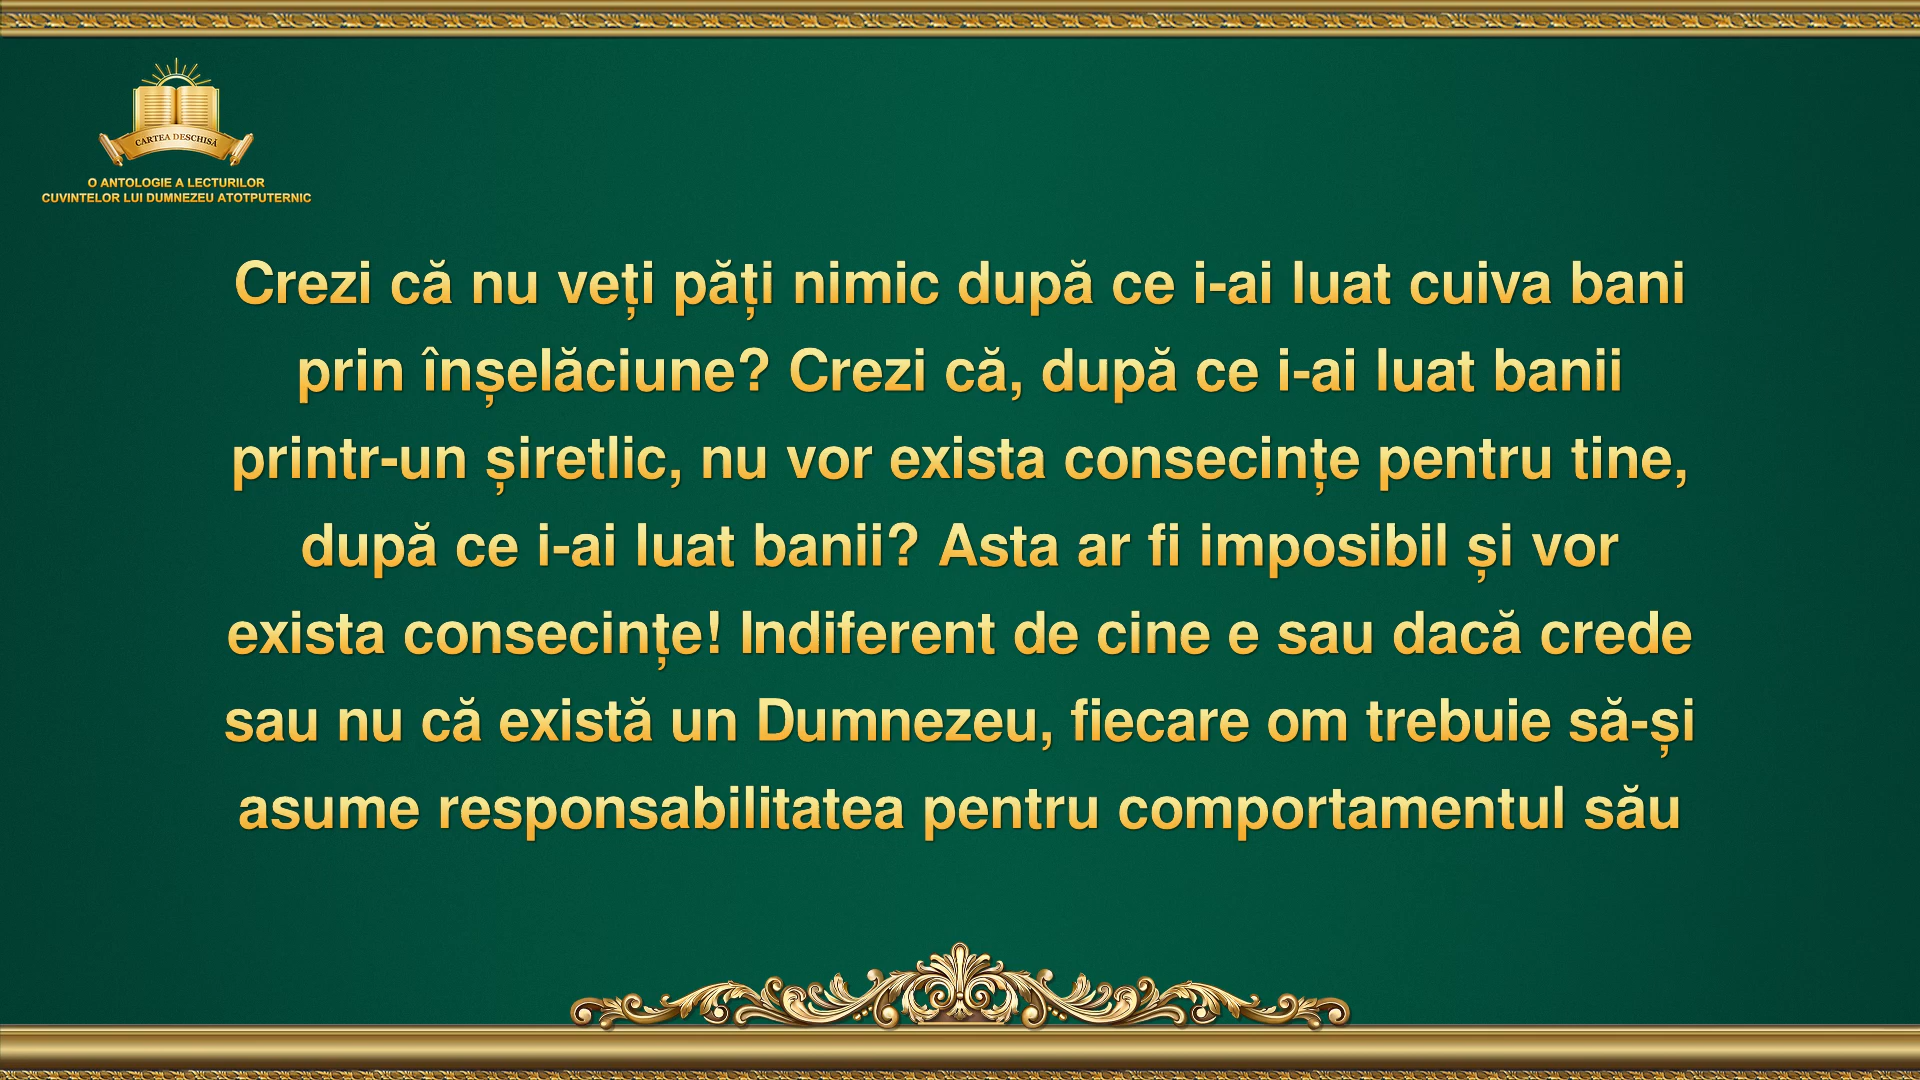 CARTEA DESCHISĂ
O ANTOLOGIE A LECTURILOR
CUVINTELOR LUI DUMNEZEU ATOTPUTERNIC
Crezi că nu veți păți nimic după ce i-ai luat cuiva bani
prin înșelăciune? Crezi că, după ce i-ai luat banii
printr-un șiretlic, nu vor exista consecințe pentru tine,
după ce i-ai luat banii? Asta ar fi imposibil și vor
exista consecințe! Indiferent de cine e sau dacă crede
sau nu că există un Dumnezeu, fiecare om trebuie să-și
asume responsabilitatea pentru comportamentul său